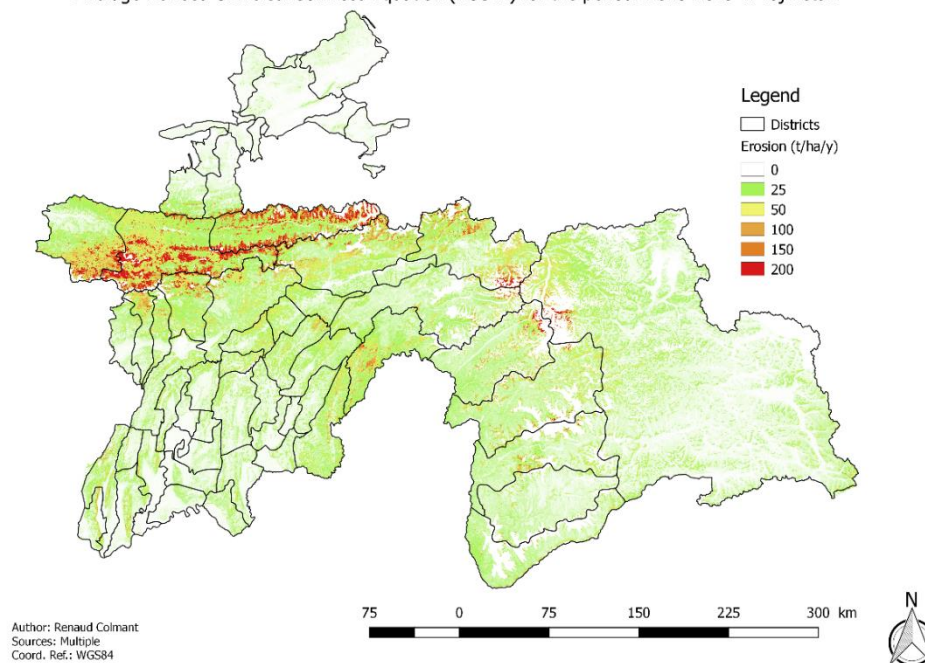 Legend
Districts
Erosion (t/ha/y)
0
25
50
100
150
200
75 0 75 150 225 300 km
N
Author: Renaud Colmant
Sources: Multiple
Coord. Ref.: WGS84